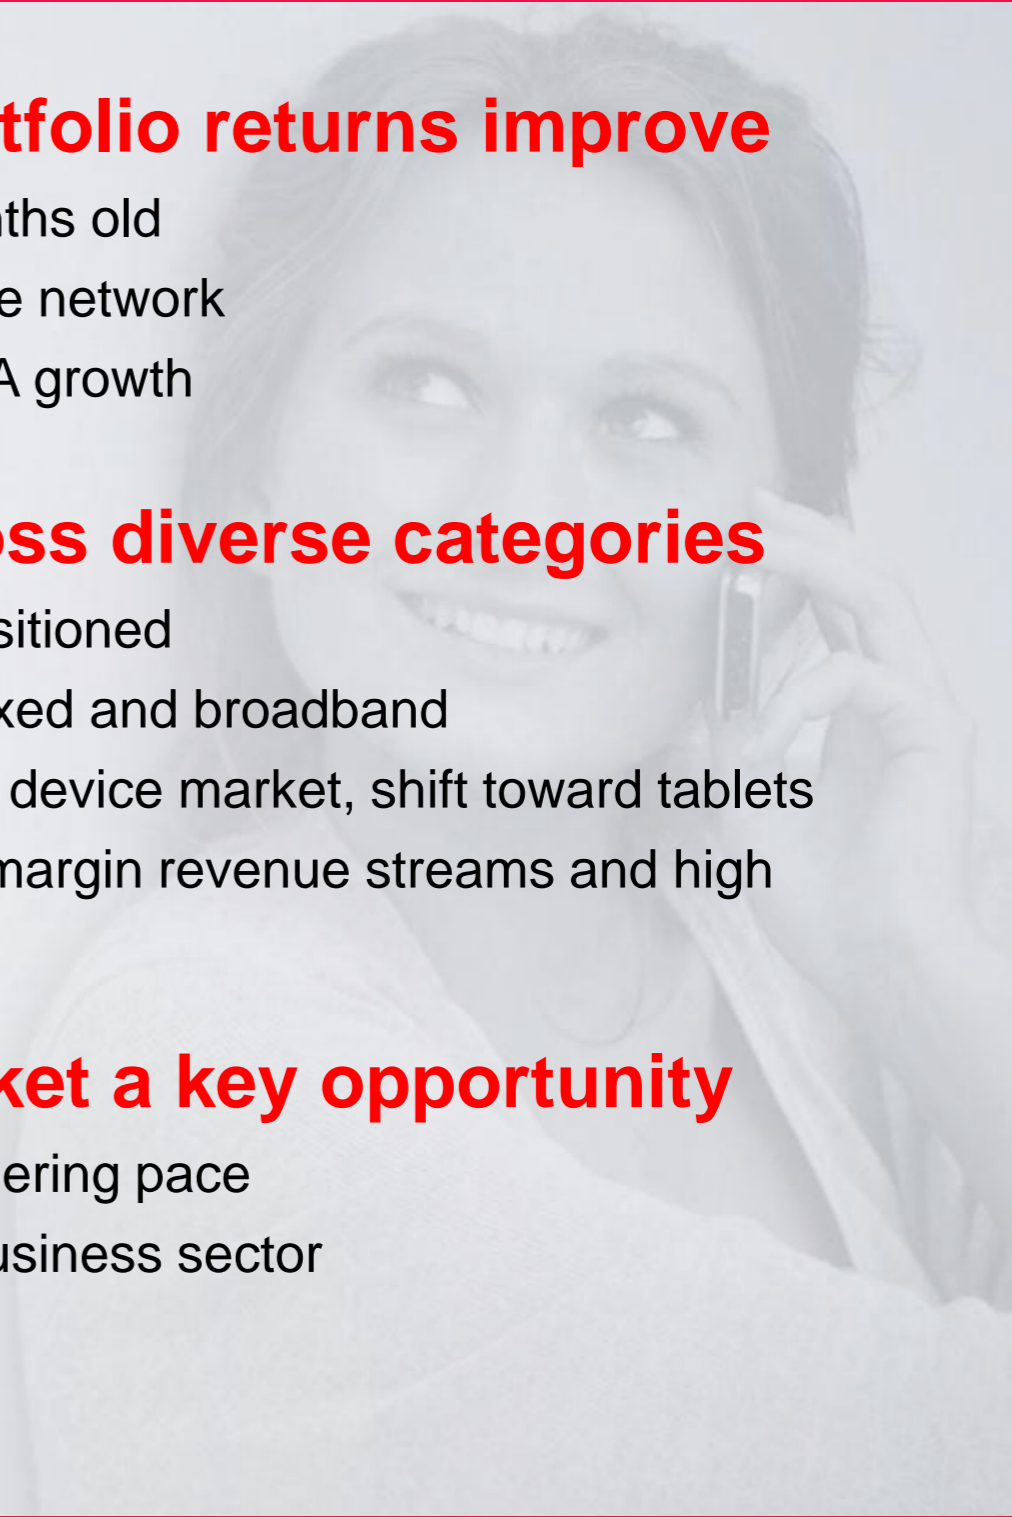 tfolio returns improve
ths old
e network
A growth
oss diverse categories
sitioned
xed and broadband
device market, shift toward tablets
margin revenue streams and high
ket a key opportunity
ering pace
usiness sector